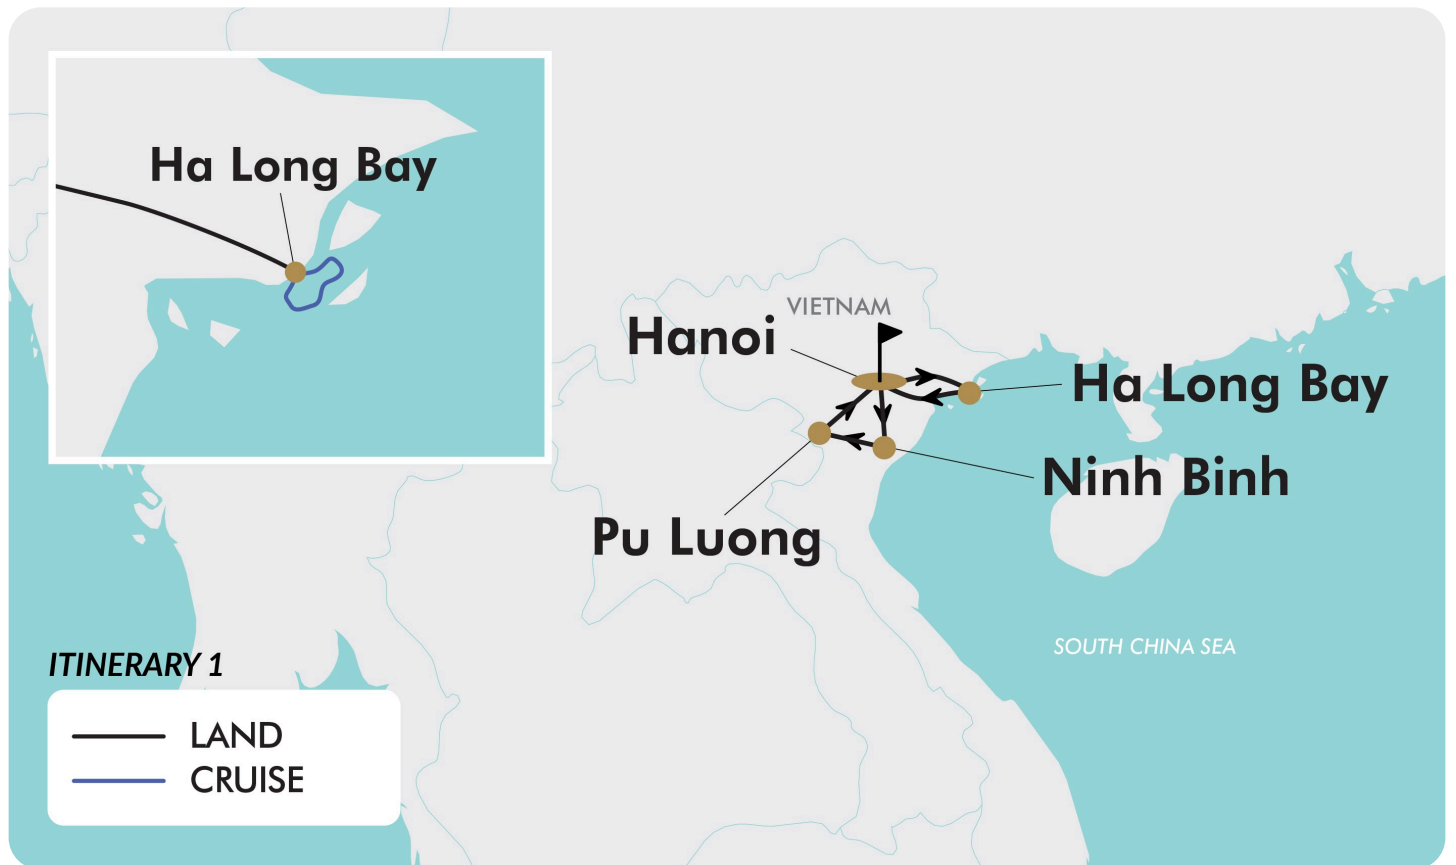 Ha Long Bay
VIETNAM
Hanoi
Ha Long Bay
Ninh Binh
Pu Luong
SOUTH CHINA SEA
ITINERARY 1
LAND
CRUISE